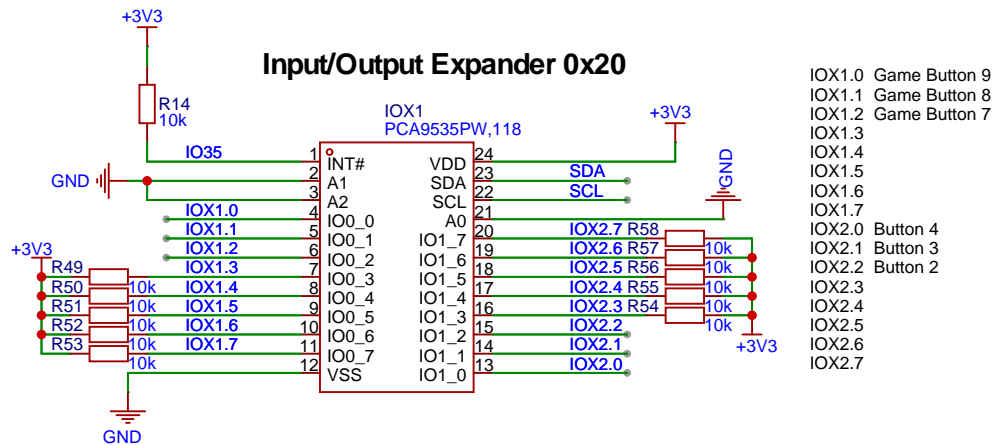 +3V3
Input/Output Expander 0x20
R14
10k
IOX1
PCA9535PW,118
+3V3
GND
IO35
1 INT# VDD 24
2 A1 SDA 23 SDA
3 A2 SCL 22 SCL
GND
IOX1.0 4 IO0_0 A0 21
IOX1.1 5 IO0_1 IO1_7 20 IOX2.7 R58 10k
IOX1.2 6 IO0_2 IO1_6 19 IOX2.6 R57 10k
+3V3
R49 10k IOX1.3 7 IO0_3 IO1_5 18 IOX2.5 R56 10k
R50 10k IOX1.4 8 IO0_4 IO1_4 17 IOX2.4 R55 10k
R51 10k IOX1.5 9 IO0_5 IO1_3 16 IOX2.3 R54 10k
R52 10k IOX1.6 10 IO0_6 IO1_2 15 IOX2.2
R53 10k IOX1.7 11 IO0_7 IO1_1 14 IOX2.1
12 VSS IO1_0 13 IOX2.0
+3V3
GND
IOX1.0 Game Button 9
IOX1.1 Game Button 8
IOX1.2 Game Button 7
IOX1.3
IOX1.4
IOX1.5
IOX1.6
IOX1.7
IOX2.0 Button 4
IOX2.1 Button 3
IOX2.2 Button 2
IOX2.3
IOX2.4
IOX2.5
IOX2.6
IOX2.7